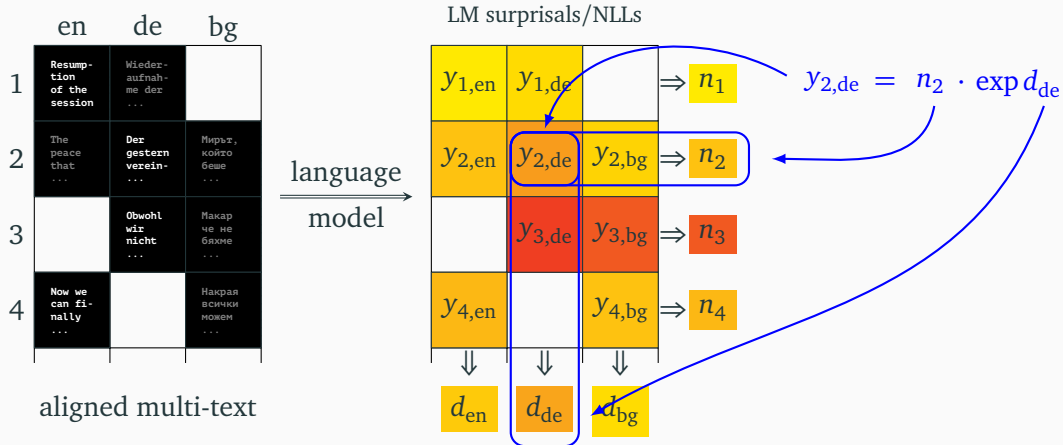 LM surprisals/NLLs
en de bg
1
Resump-
tion
of the
session
Wieder-
aufnah-
me der
...
y1,en y1,de ⇒ n1
y2,de = n2 · exp dde
2
The
peace
that
...
Der
gestern
verein-
...
Мирът,
който
беше
...
y2,en y2,de y2,bg ⇒ n2
language
model
3
Obwohl
wir
nicht
...
Макар
че не
бяхме
...
y3,de y3,bg ⇒ n3
4
Now we
can fi-
nally
...
Накрая
всички
можем
...
y4,en y4,bg ⇒ n4
⇓ ⇓ ⇓
den dde dbg
aligned multi-text